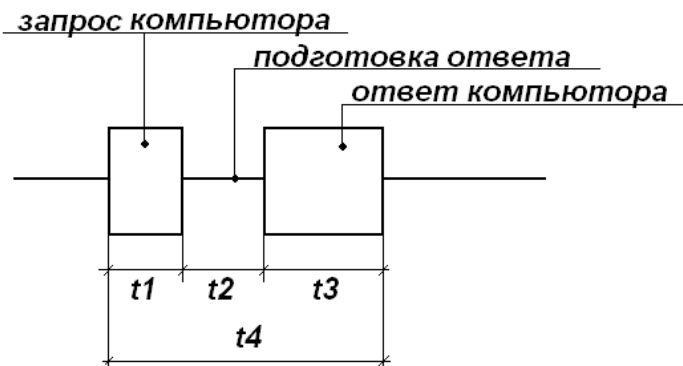 запрос компьютора
подготовка ответа
ответ компьютора
t1 t2 t3
t4